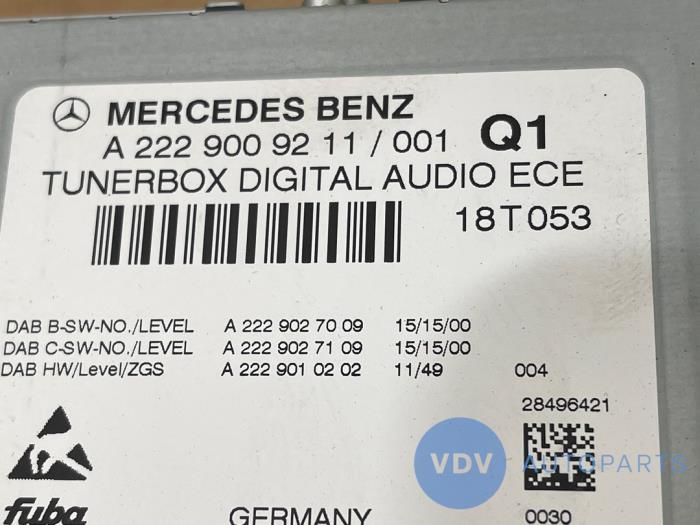 MERCEDES BENZ
A 222 900 92 11 / 001 Q1
TUNERBOX DIGITAL AUDIO ECE
18T053
DAB B-SW-NO./LEVEL A 222 902 70 09 15/15/00
DAB C-SW-NO./LEVEL A 222 902 71 09 15/15/00
DAB HW/Level/ZGS A 222 901 02 02 11/49 004
28496421
VDV AUTOPARTS
fuba GERMANY 0030